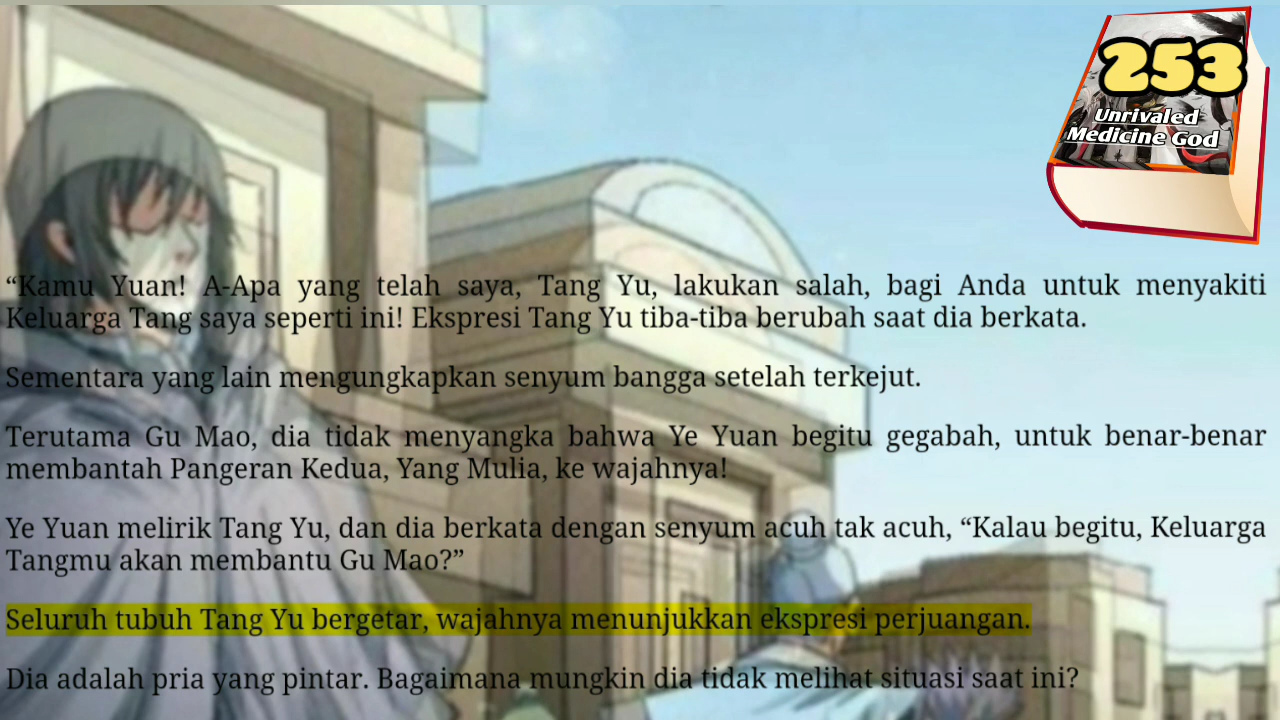 253
Unrivaled
Medicine God
“Kamu Yuan! A-Apa yang telah saya, Tang Yu, lakukan salah, bagi Anda untuk menyakiti
Keluarga Tang saya seperti ini! Ekspresi Tang Yu tiba-tiba berubah saat dia berkata.
Sementara yang lain mengungkapkan senyum bangga setelah terkejut.
Terutama Gu Mao, dia tidak menyangka bahwa Ye Yuan begitu gegabah, untuk benar-benar
membantah Pangeran Kedua, Yang Mulia, ke wajahnya!
Ye Yuan melirik Tang Yu, dan dia berkata dengan senyum acuh tak acuh, “Kalau begitu, Keluarga
Tangmu akan membantu Gu Mao?”
Seluruh tubuh Tang Yu bergetar, wajahnya menunjukkan ekspresi perjuangan.
Dia adalah pria yang pintar. Bagaimana mungkin dia tidak melihat situasi saat ini?